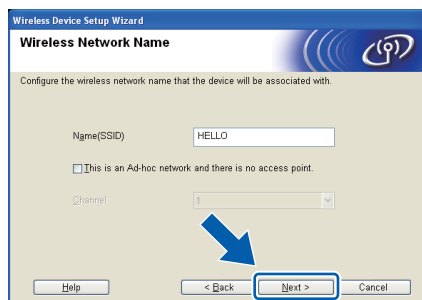 Wireless Device Setup Wizard
Wireless Network Name
Configure the wireless network name that the device will be associated with.
Name(SSID) HELLO
This is an Ad-hoc network and there is no access point.
Channel 1
Help < Back Next > Cancel